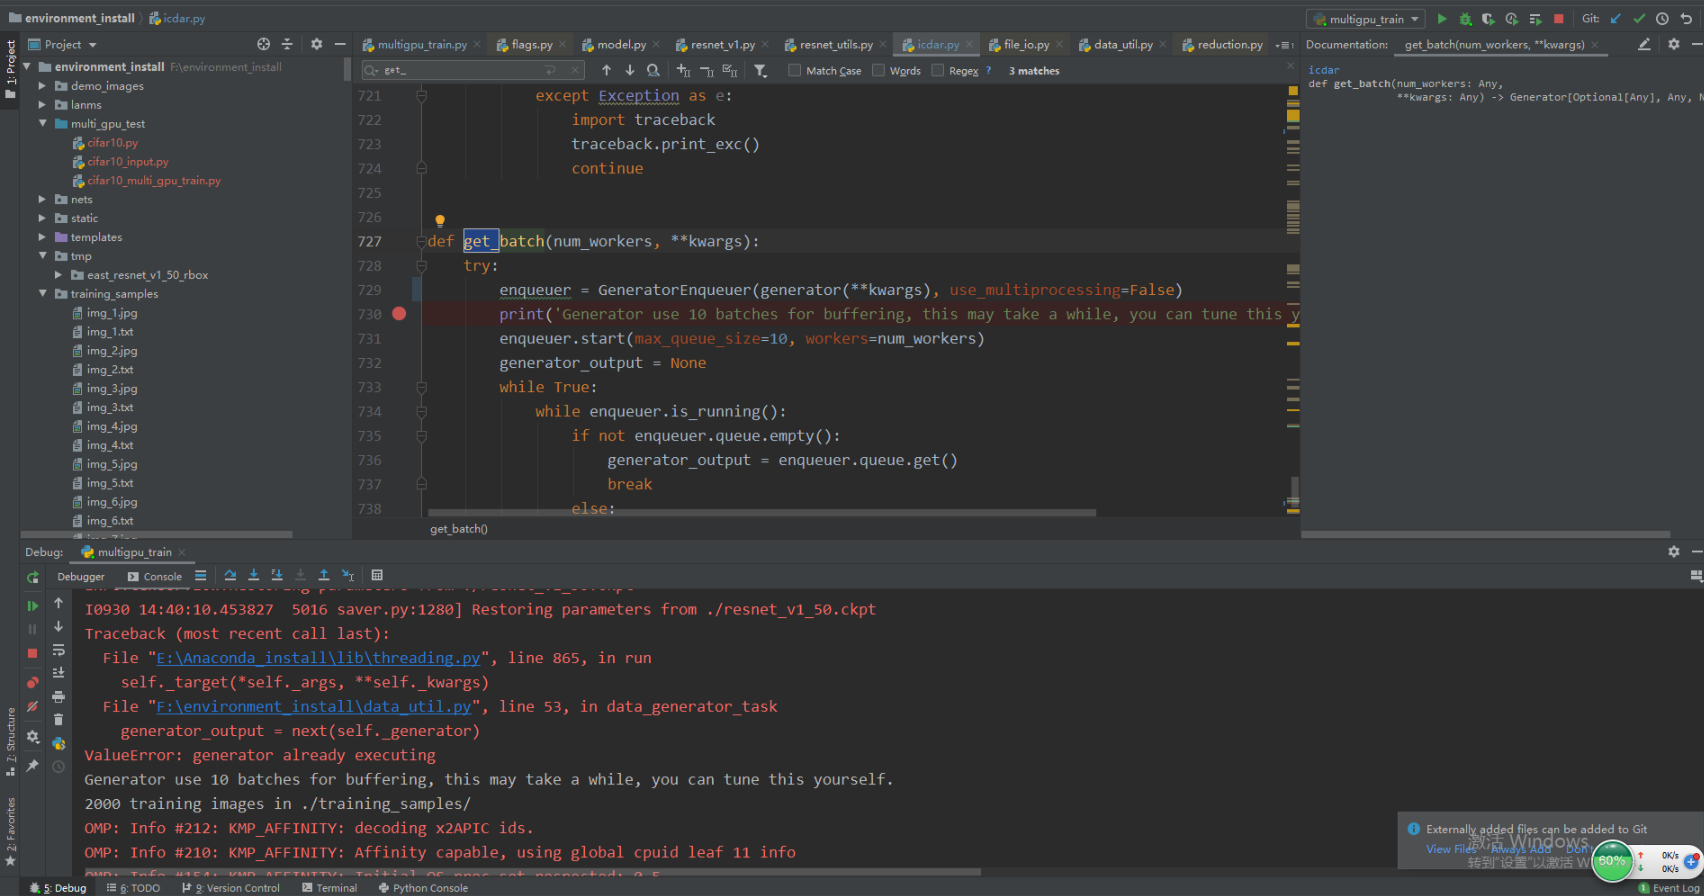 environment_install
icdar.py
multigpu_train
Git:
1: Project
Project
environment_install F:\environment_install
demo_images
lanms
multi_gpu_test
cifar10.py
cifar10_input.py
cifar10_multi_gpu_train.py
nets
static
templates
tmp
east_resnet_v1_50_rbox
training_samples
img_1.jpg
img_1.txt
img_2.jpg
img_2.txt
img_3.jpg
img_3.txt
img_4.jpg
img_4.txt
img_5.jpg
img_5.txt
img_6.jpg
img_6.txt
multigpu_train.py
flags.py
model.py
resnet_v1.py
resnet_utils.py
icdar.py
file_io.py
data_util.py
reduction.py
get_
Match Case
Words
Regex ?
3 matches
721 except Exception as e:
722 import traceback
723 traceback.print_exc()
724 continue
725
726
727 def get_batch(num_workers, **kwargs):
728 try:
729 enqueuer = GeneratorEnqueuer(generator(**kwargs), use_multiprocessing=False)
730 print('Generator use 10 batches for buffering, this may take a while, you can tune this y
731 enqueuer.start(max_queue_size=10, workers=num_workers)
732 generator_output = None
733 while True:
734 while enqueuer.is_running():
735 if not enqueuer.queue.empty():
736 generator_output = enqueuer.queue.get()
737 break
738 else:
get_batch()
Documentation: get_batch(num_workers, **kwargs)
icdar
def get_batch(num_workers: Any,
**kwargs: Any) -> Generator[Optional[Any], Any, N
Debug: multigpu_train
Debugger
Console
I0930 14:40:10.453827 5016 saver.py:1280] Restoring parameters from ./resnet_v1_50.ckpt
Traceback (most recent call last):
File "E:\Anaconda_install\lib\threading.py", line 865, in run
self._target(*self._args, **self._kwargs)
File "F:\environment_install\data_util.py", line 53, in data_generator_task
generator_output = next(self._generator)
ValueError: generator already executing
Generator use 10 batches for buffering, this may take a while, you can tune this yourself.
2000 training images in ./training_samples/
OMP: Info #212: KMP_AFFINITY: decoding x2APIC ids.
OMP: Info #210: KMP_AFFINITY: Affinity capable, using global cpuid leaf 11 info
OMP: Info #154: KMP_AFFINITY: Initial OS proc set respected: 0-5
Z: Structure
2: Favorites
Externally added files can be added to Git
View Files Always Add Don't
激活 Windows
转到"设置"以激活 W
60%
0K/s
0K/s
5: Debug
6: TODO
9: Version Control
Terminal
Python Console
1 Event Log